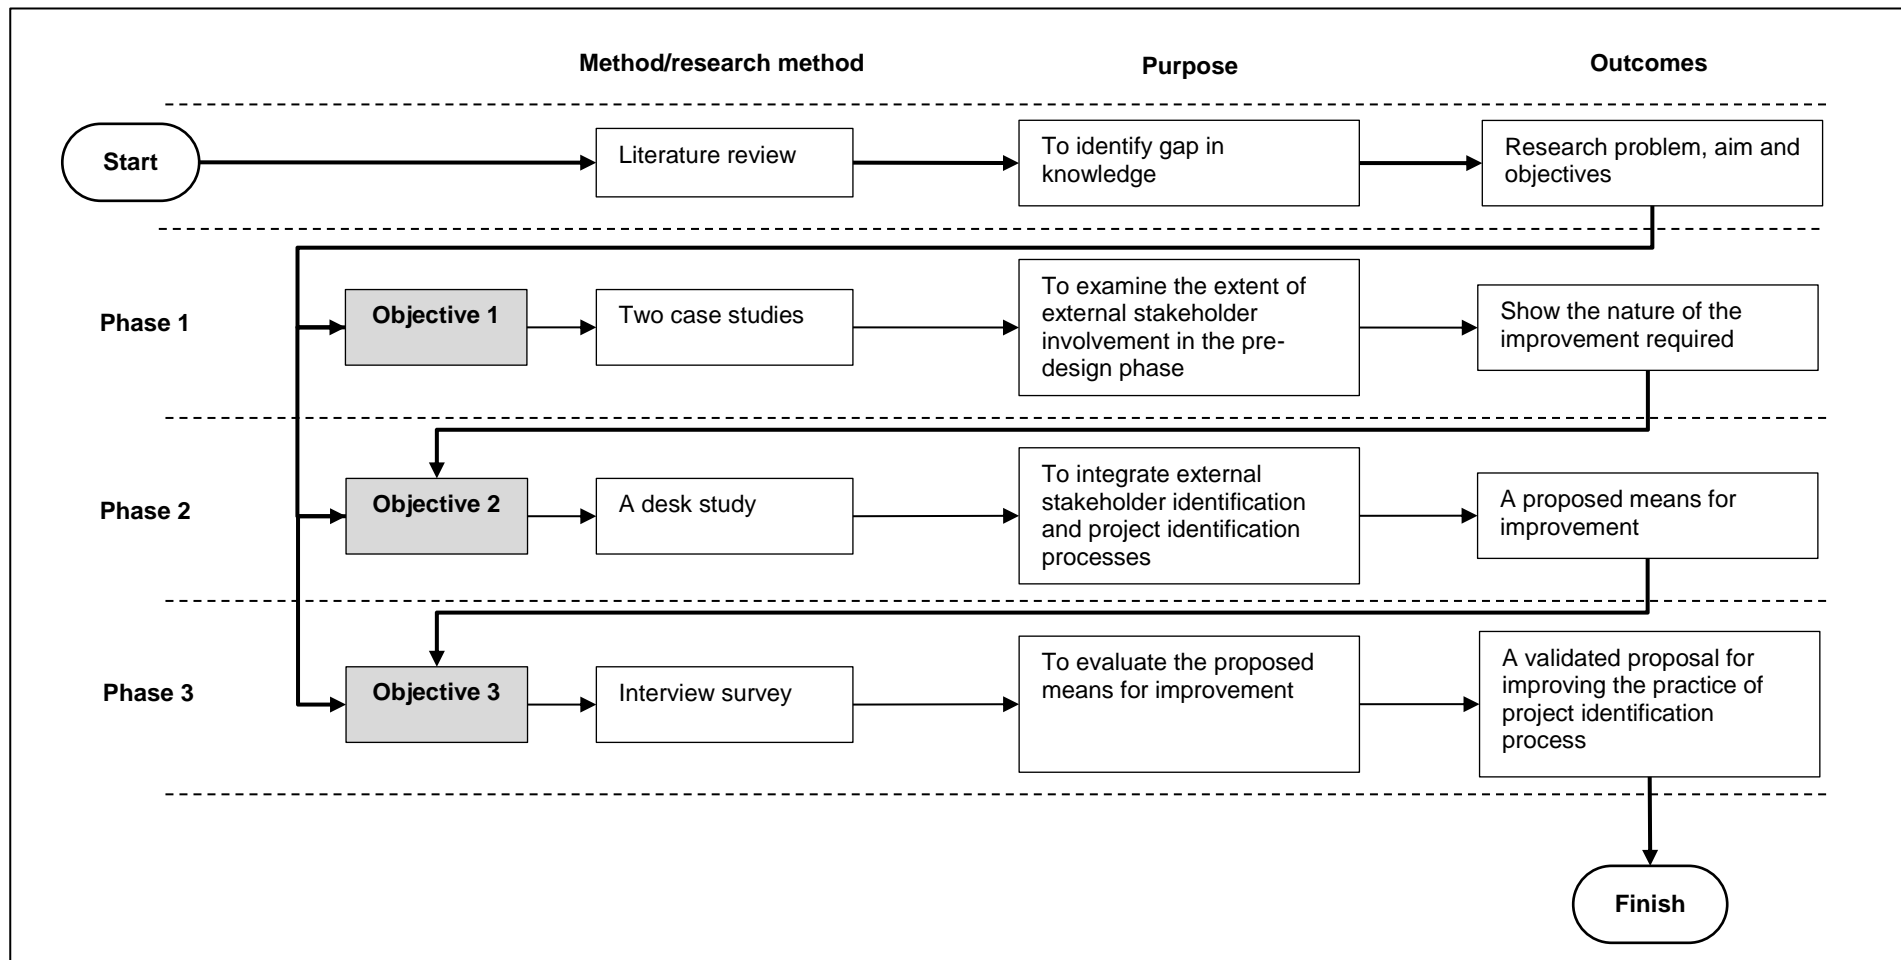 Method/research method
Purpose
Outcomes
Start
Literature review
To identify gap in
knowledge
Research problem, aim and
objectives
Phase 1
Objective 1
Two case studies
To examine the extent of
external stakeholder
involvement in the pre-
design phase
Show the nature of the
improvement required
Phase 2
Objective 2
A desk study
To integrate external
stakeholder identification
and project identification
processes
A proposed means for
improvement
Phase 3
Objective 3
Interview survey
To evaluate the proposed
means for improvement
A validated proposal for
improving the practice of
project identification
process
Finish